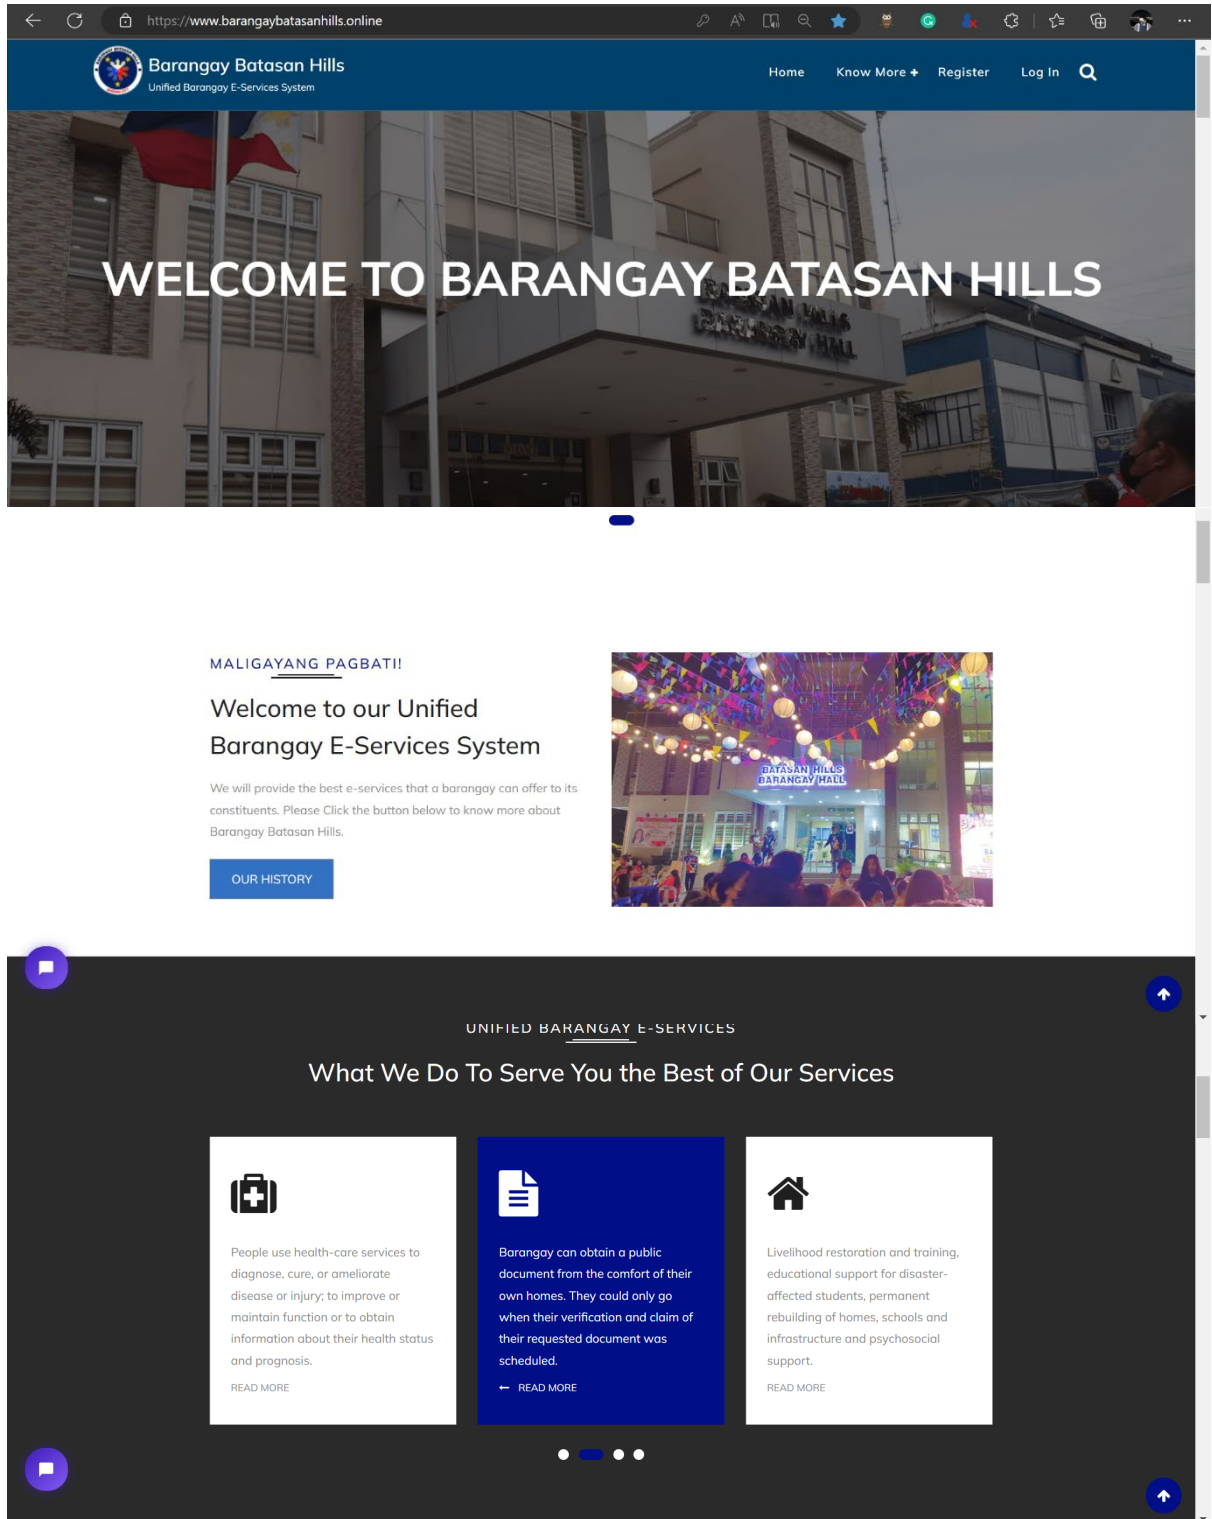 https://www.barangaybatasanhills.online
Barangay Batasan Hills
Unified Barangay E-Services System
Home
Know More +
Register
Log In
WELCOME TO BARANGAY BATASAN HILLS
BATASAN HILLS
BARANGAY HALL
MALIGAYANG PAGBATI!
Welcome to our Unified
Barangay E-Services System
We will provide the best e-services that a barangay can offer to its
constituents. Please Click the button below to know more about
Barangay Batasan Hills.
OUR HISTORY
BATASAN HILLS
BARANGAY HALL
UNIFIED BARANGAY E-SERVICES
What We Do To Serve You the Best of Our Services
People use health-care services to
diagnose, cure, or ameliorate
disease or injury; to improve or
maintain function or to obtain
information about their health status
and prognosis.
READ MORE
Barangay can obtain a public
document from the comfort of their
own homes. They could only go
when their verification and claim of
their requested document was
scheduled.
READ MORE
Livelihood restoration and training,
educational support for disaster-
affected students, permanent
rebuilding of homes, schools and
infrastructure and psychosocial
support.
READ MORE